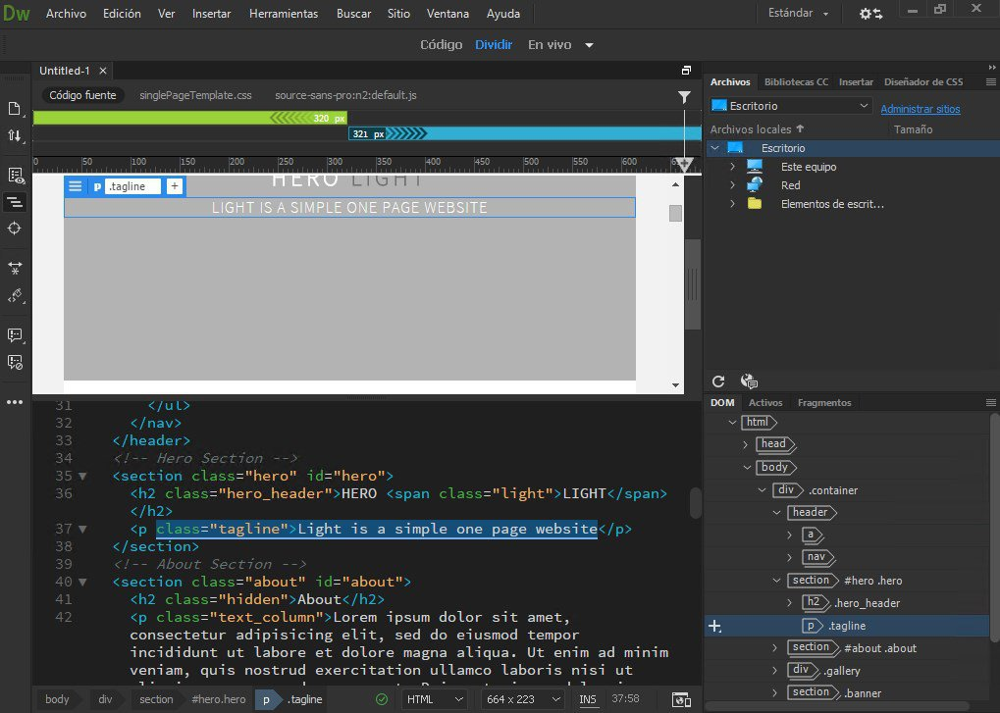 Dw Archivo Edición Ver Insertar Herramientas Buscar Sitio Ventana Ayuda Estándar
Código Dividir En vivo
Untitled-1
Código fuente singlePageTemplate.css source-sans-pro:n2:default.js
320 px
321 px
0 50 100 150 200 250 300 350 400 450 500 550 600
HERO LIGHT
p .tagline +
LIGHT IS A SIMPLE ONE PAGE WEBSITE
31 </ul>
32 </nav>
33 </header>
34 <!-- Hero Section -->
35 <section class="hero" id="hero">
36 <h2 class="hero_header">HERO <span class="light">LIGHT</span>
</h2>
37 <p class="tagline">Light is a simple one page website</p>
38 </section>
39 <!-- About Section -->
40 <section class="about" id="about">
41 <h2 class="hidden">About</h2>
42 <p class="text_column">Lorem ipsum dolor sit amet,
consectetur adipisicing elit, sed do eiusmod tempor
incididunt ut labore et dolore magna aliqua. Ut enim ad minim
veniam, quis nostrud exercitation ullamco laboris nisi ut
body div section #hero.hero p .tagline HTML 664 x 223 INS 37:58
Archivos Bibliotecas CC Insertar Diseñador de CSS
Escritorio Administrar sitios
Archivos locales Tamaño
Escritorio
Este equipo
Red
Elementos de escrit...
DOM Activos Fragmentos
html
head
body
div .container
header
a
nav
section #hero .hero
h2 .hero_header
p .tagline
section #about .about
div .gallery
section .banner